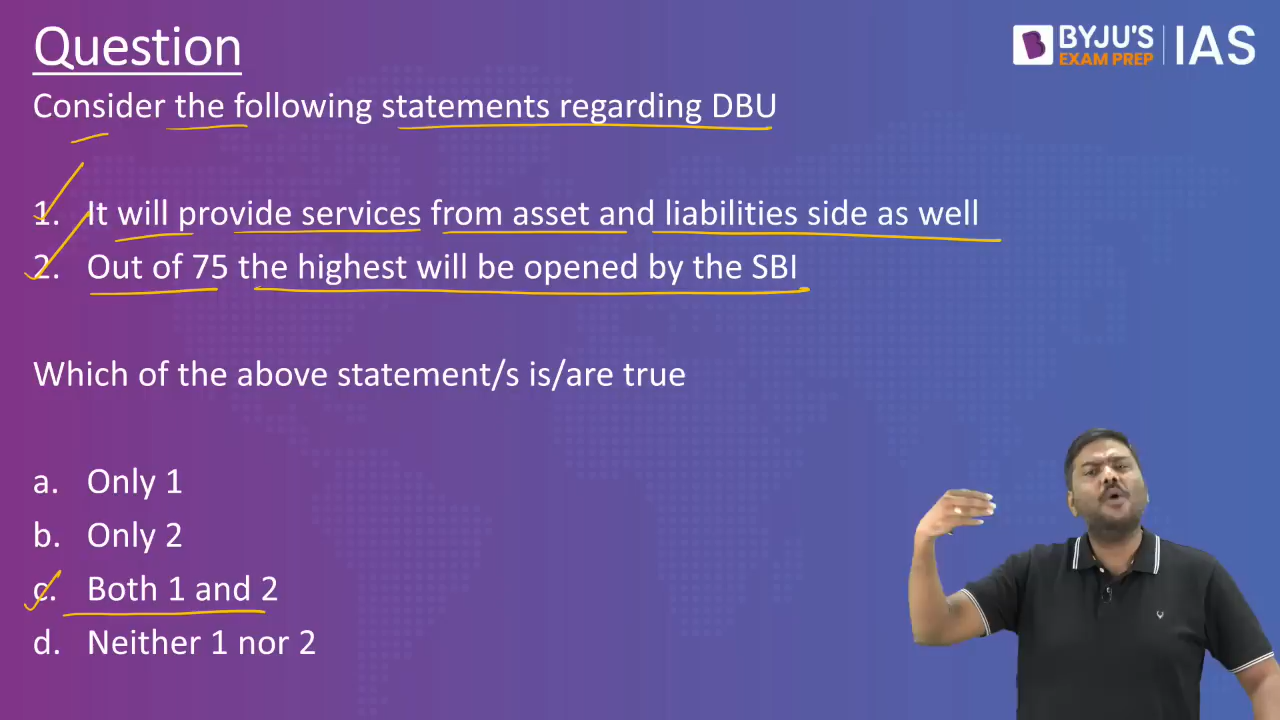 Question
BYJU'S
EXAM PREP
IAS
Consider the following statements regarding DBU
1. It will provide services from asset and liabilities side as well
2. Out of 75 the highest will be opened by the SBI
Which of the above statement/s is/are true
a. Only 1
b. Only 2
c. Both 1 and 2
d. Neither 1 nor 2